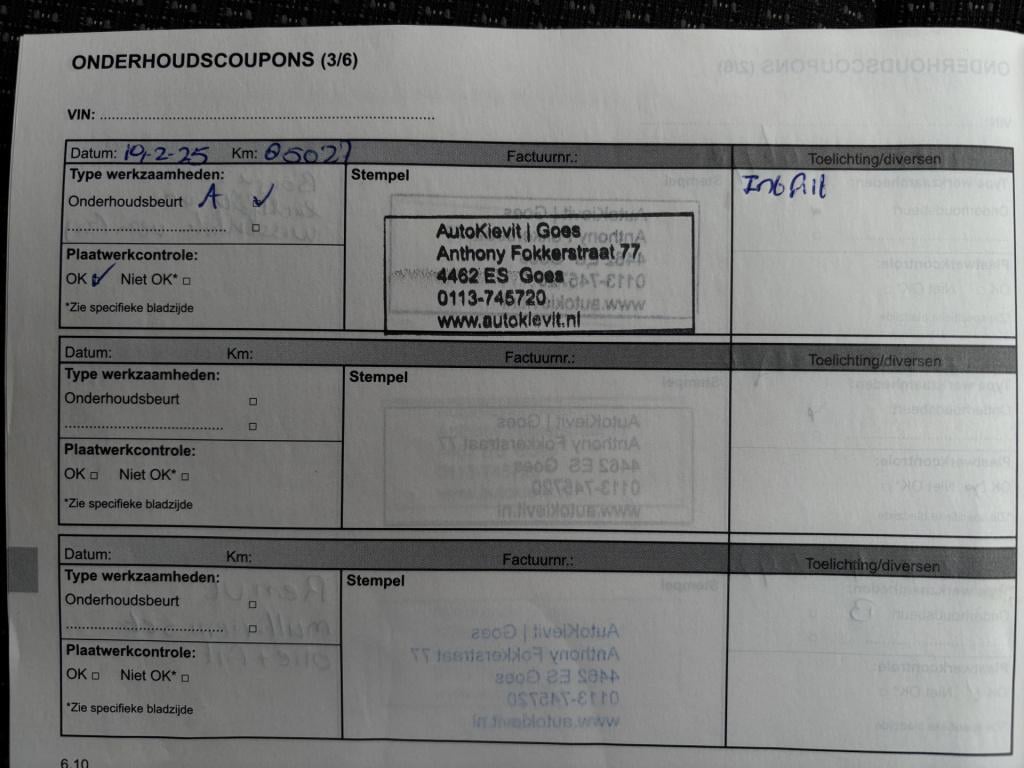 ONDERHOUDSCOUPONS (3/6)
VIN: ..........
Datum: 19-2-25 Km: 85027 Factuurnr.: Toelichting/diversen
Type werkzaamheden: Stempel Int filt
Onderhoudsbeurt A ✓
..........
Plaatwerkcontrole:
OK ✓ Niet OK* □
*Zie specifieke bladzijde
AutoKievit | Goes
Anthony Fokkerstraat 77
4462 ES Goes
0113-745720
www.autokievit.nl
Datum: Km: Factuurnr.: Toelichting/diversen
Type werkzaamheden: Stempel
Onderhoudsbeurt □
.......... □
Plaatwerkcontrole:
OK □ Niet OK* □
*Zie specifieke bladzijde
Datum: Km: Factuurnr.: Toelichting/diversen
Type werkzaamheden: Stempel
Onderhoudsbeurt □
.......... □
Plaatwerkcontrole:
OK □ Niet OK* □
*Zie specifieke bladzijde
6.10